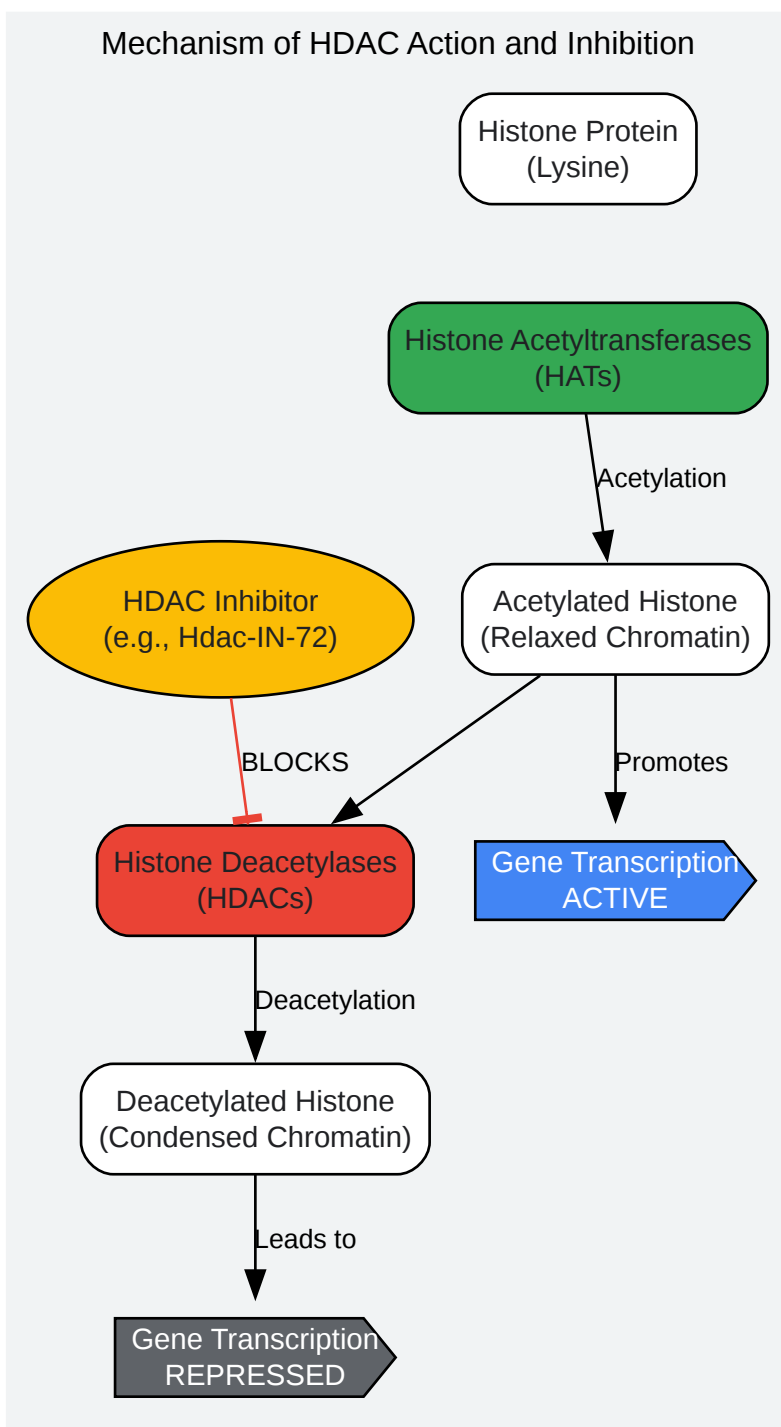 Mechanism of HDAC Action and Inhibition
Histone Protein
(Lysine)
Histone Acetyltransferases
(HATs)
Acetylation
HDAC Inhibitor
(e.g., Hdac-IN-72)
Acetylated Histone
(Relaxed Chromatin)
BLOCKS
Promotes
Histone Deacetylases
(HDACs)
Gene Transcription
ACTIVE
Deacetylation
Deacetylated Histone
(Condensed Chromatin)
Leads to
Gene Transcription
REPRESSED